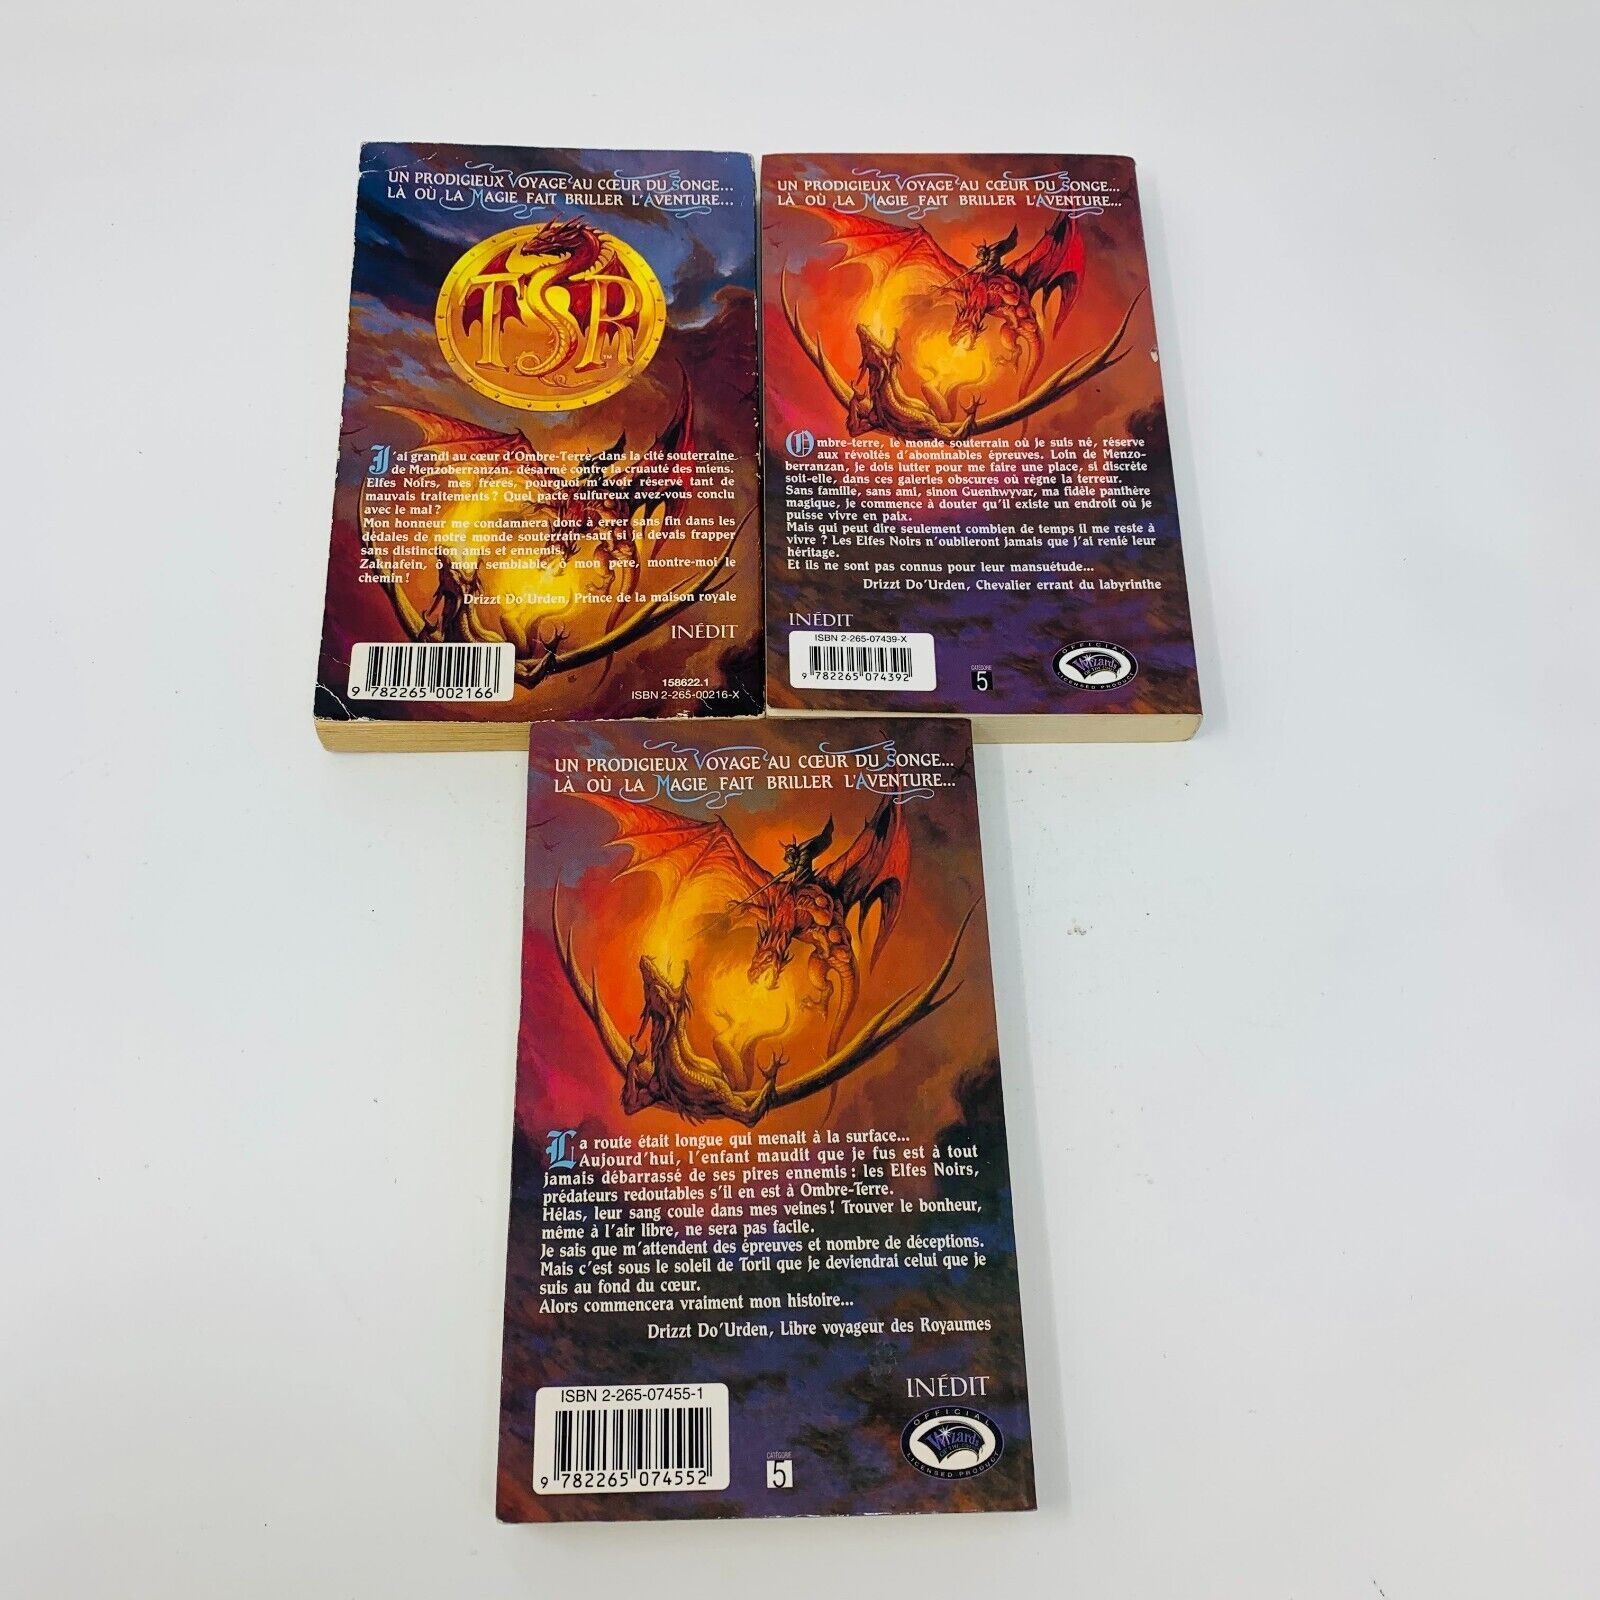 UN PRODIGIEUX VOYAGE AU CŒUR DU SONGE...
LÀ OÙ LA MAGIE FAIT BRILLER L'AVENTURE...
TSR
™
J'ai grandi au cœur d'Ombre-Terre, dans la cité souterraine
de Menzoberranzan, désarmé contre la cruauté des miens.
Elfes Noirs, mes frères, pourquoi m'avoir réservé tant de
mauvais traitements ? Quel pacte sulfureux avez-vous conclu
avec le mal ?
Mon honneur me condamnera donc à errer sans fin dans les
dédales de notre monde souterrain-sauf si je devais frapper
sans distinction amis et ennemis.
Zaknafein, ô mon semblable, ô mon père, montre-moi le
chemin !
Drizzt Do'Urden, Prince de la maison royale
INÉDIT
9 782265 002166
158622.1
ISBN 2-265-00216-X
UN PRODIGIEUX VOYAGE AU CŒUR DU SONGE...
LÀ OÙ LA MAGIE FAIT BRILLER L'AVENTURE...
Ombre-terre, le monde souterrain où je suis né, réserve
aux révoltés d'abominables épreuves. Loin de Menzo-
berranzan, je dois lutter pour me faire une place, si discrète
soit-elle, dans ces galeries obscures où règne la terreur.
Sans famille, sans ami, sinon Guenhwyvar, ma fidèle panthère
magique, je commence à douter qu'il existe un endroit où je
puisse vivre en paix.
Mais qui peut dire seulement combien de temps il me reste à
vivre ? Les Elfes Noirs n'oublieront jamais que j'ai renié leur
héritage.
Et ils ne sont pas connus pour leur mansuétude...
Drizzt Do'Urden, Chevalier errant du labyrinthe
INÉDIT
ISBN 2-265-07439-X
9 782265 074392
CATÉGORIE
5
OFFICIAL
Wizards
OF THE COAST
LICENSED PRODUCT
UN PRODIGIEUX VOYAGE AU CŒUR DU SONGE...
LÀ OÙ LA MAGIE FAIT BRILLER L'AVENTURE...
La route était longue qui menait à la surface...
Aujourd'hui, l'enfant maudit que je fus est à tout
jamais débarrassé de ses pires ennemis : les Elfes Noirs,
prédateurs redoutables s'il en est à Ombre-Terre.
Hélas, leur sang coule dans mes veines ! Trouver le bonheur,
même à l'air libre, ne sera pas facile.
Je sais que m'attendent des épreuves et nombre de déceptions.
Mais c'est sous le soleil de Toril que je deviendrai celui que je
suis au fond du cœur.
Alors commencera vraiment mon histoire...
Drizzt Do'Urden, Libre voyageur des Royaumes
INÉDIT
ISBN 2-265-07455-1
9 782265 074552
CATÉGORIE
5
OFFICIAL
Wizards
OF THE COAST
LICENSED PRODUCT